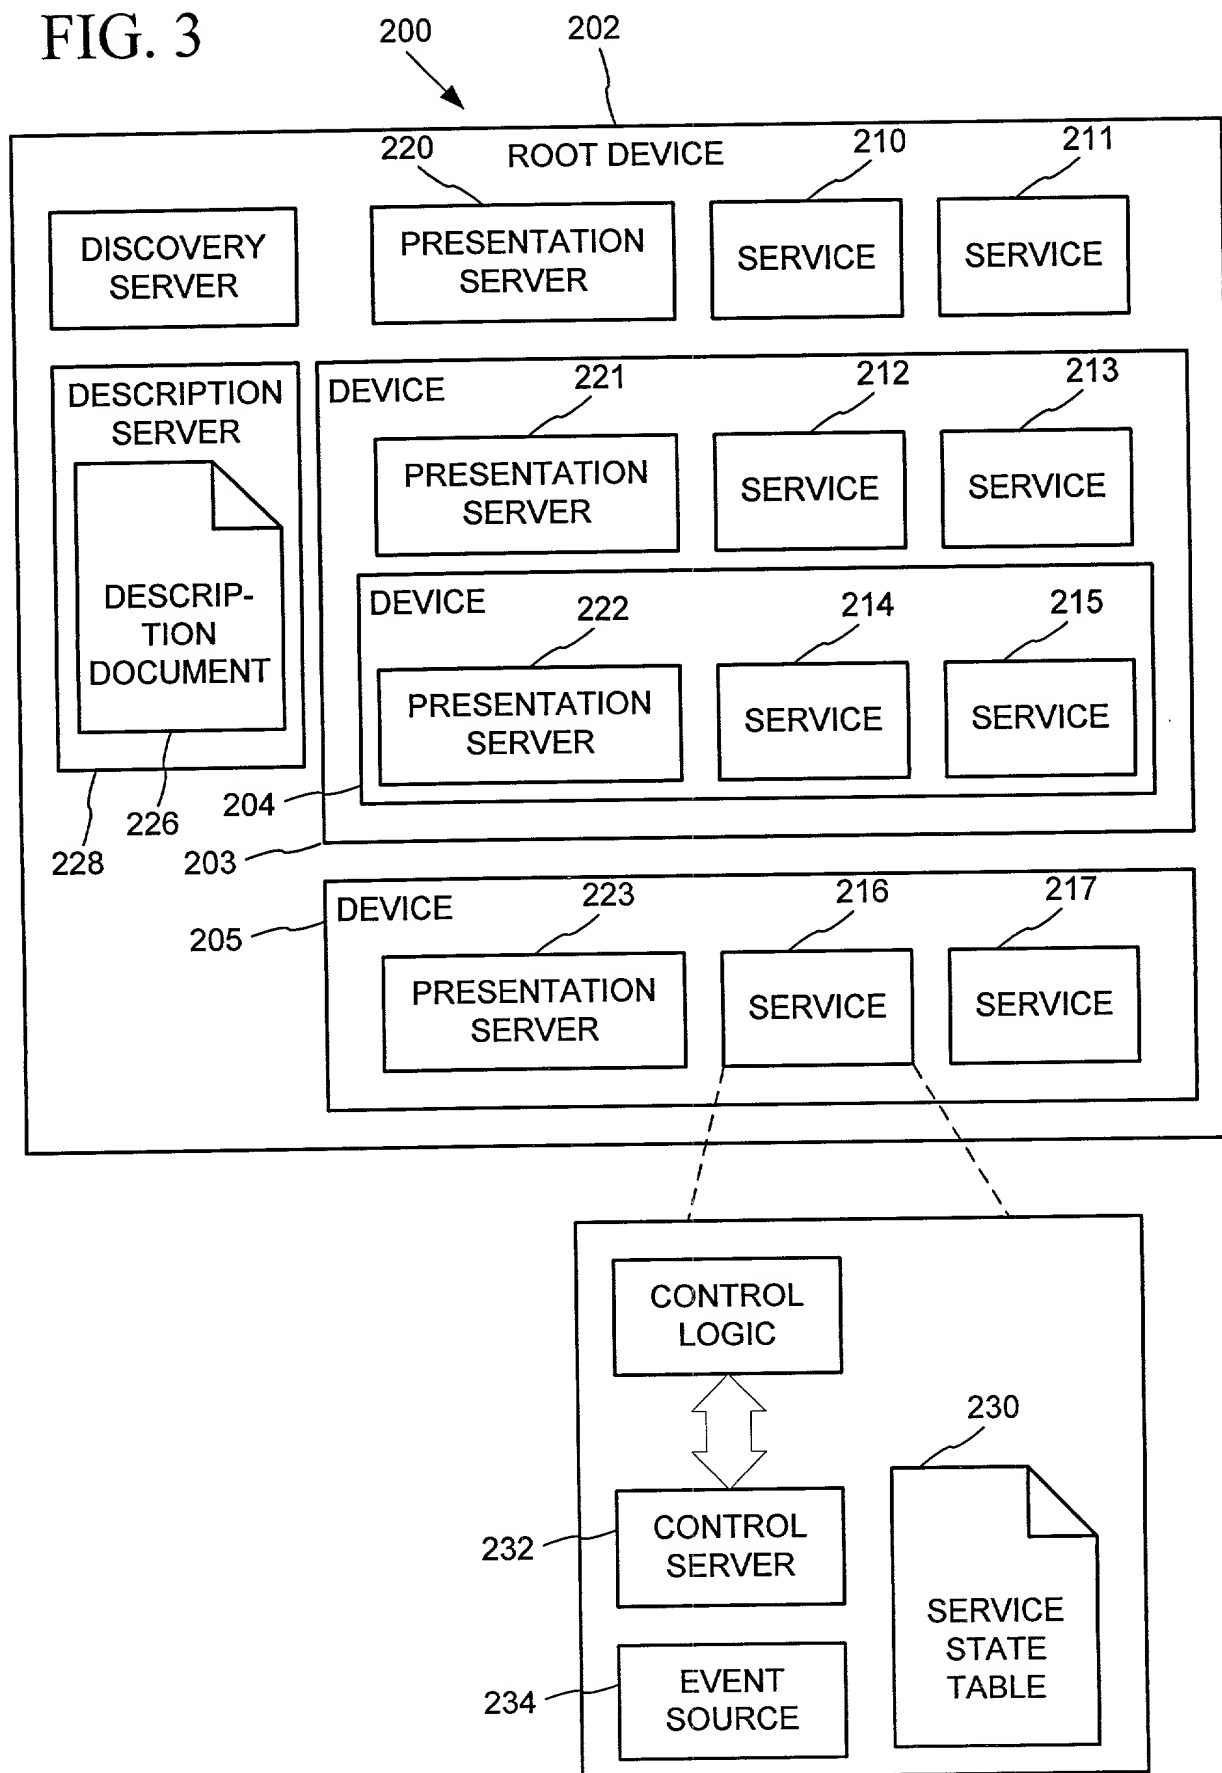 FIG. 3
200
202
ROOT DEVICE
220
210
211
DISCOVERY
SERVER
PRESENTATION
SERVER
SERVICE
SERVICE
DESCRIPTION
SERVER
DEVICE
221
212
213
PRESENTATION
SERVER
SERVICE
SERVICE
DESCRIP-
TION
DOCUMENT
DEVICE
222
214
215
PRESENTATION
SERVER
SERVICE
SERVICE
204
226
228
203
DEVICE
223
216
217
205
PRESENTATION
SERVER
SERVICE
SERVICE
CONTROL
LOGIC
230
232
CONTROL
SERVER
SERVICE
STATE
TABLE
234
EVENT
SOURCE